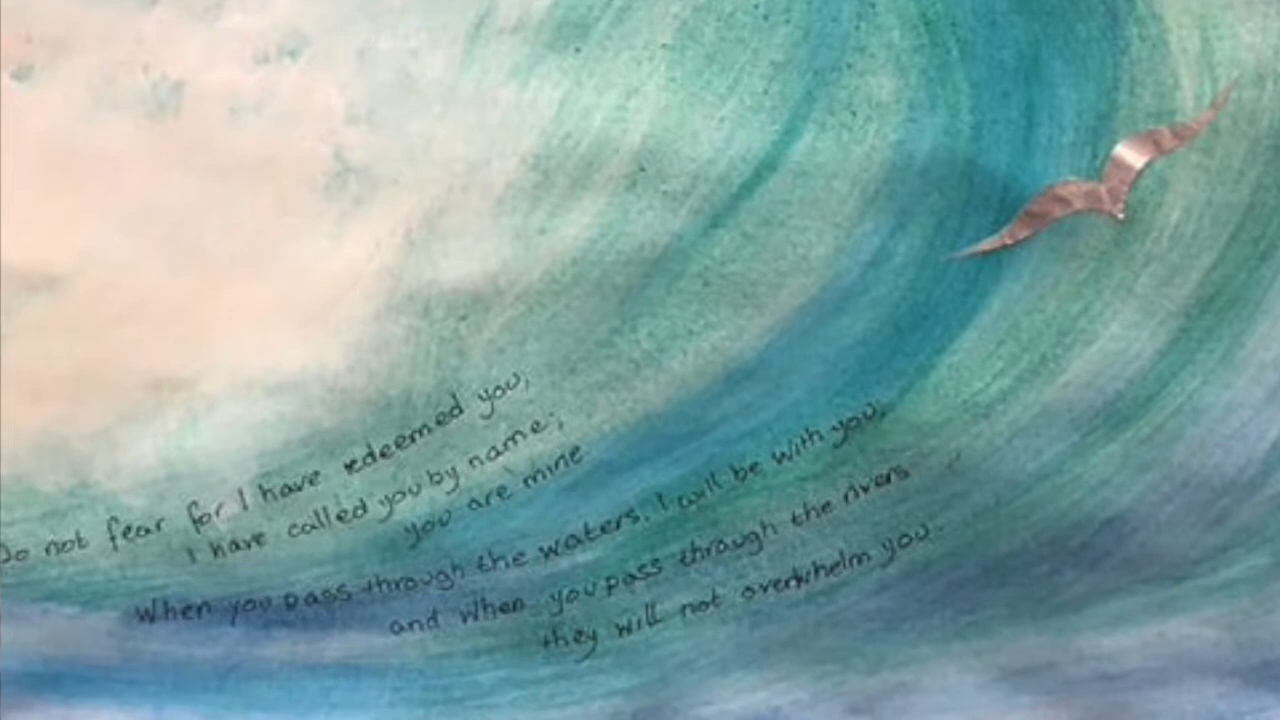 Do not fear for I have redeemed you,
I have called you by name;
you are mine
When you pass through the waters, I will be with you;
and when you pass through the rivers
they will not overwhelm you.